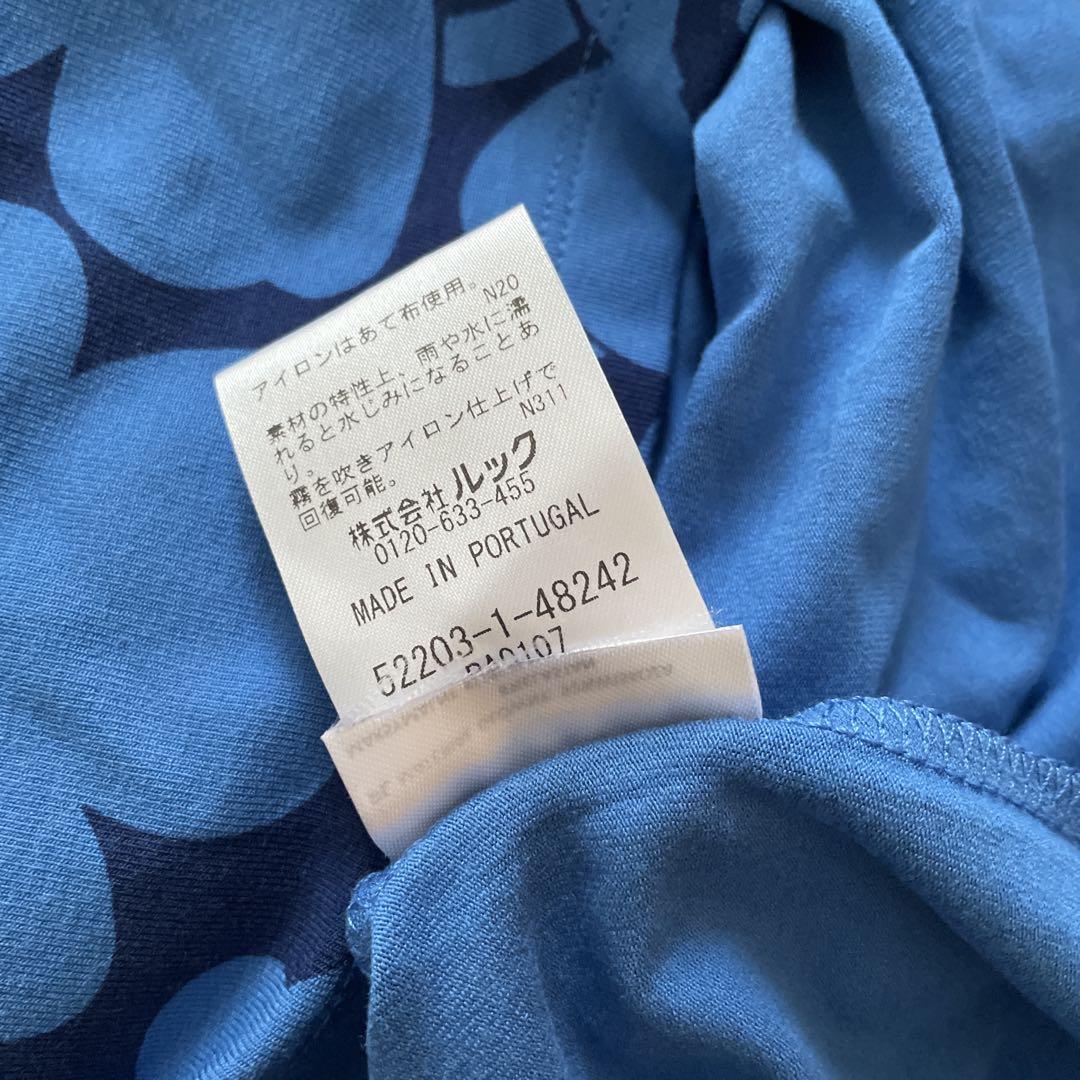 アイロンはあて布使用。 N20
素材の特性上、雨や水に濡
れると水じみになることあ
り。
霧を吹きアイロン仕上げで
回復可能。 N311
株式会社 ルック
0120-633-455
MADE IN PORTUGAL
52203-1-48242